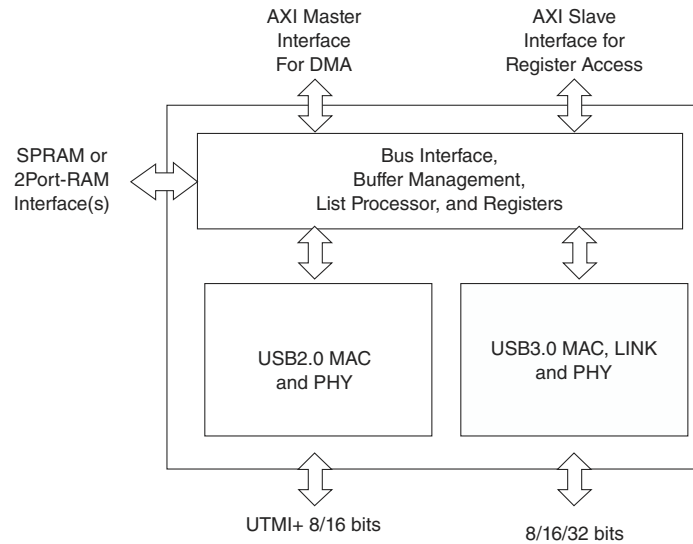 AXI Master
Interface
For DMA
AXI Slave
Interface for
Register Access
SPRAM or
2Port-RAM
Interface(s)
Bus Interface,
Buffer Management,
List Processor, and Registers
USB2.0 MAC
and PHY
USB3.0 MAC, LINK
and PHY
UTMI+ 8/16 bits
8/16/32 bits